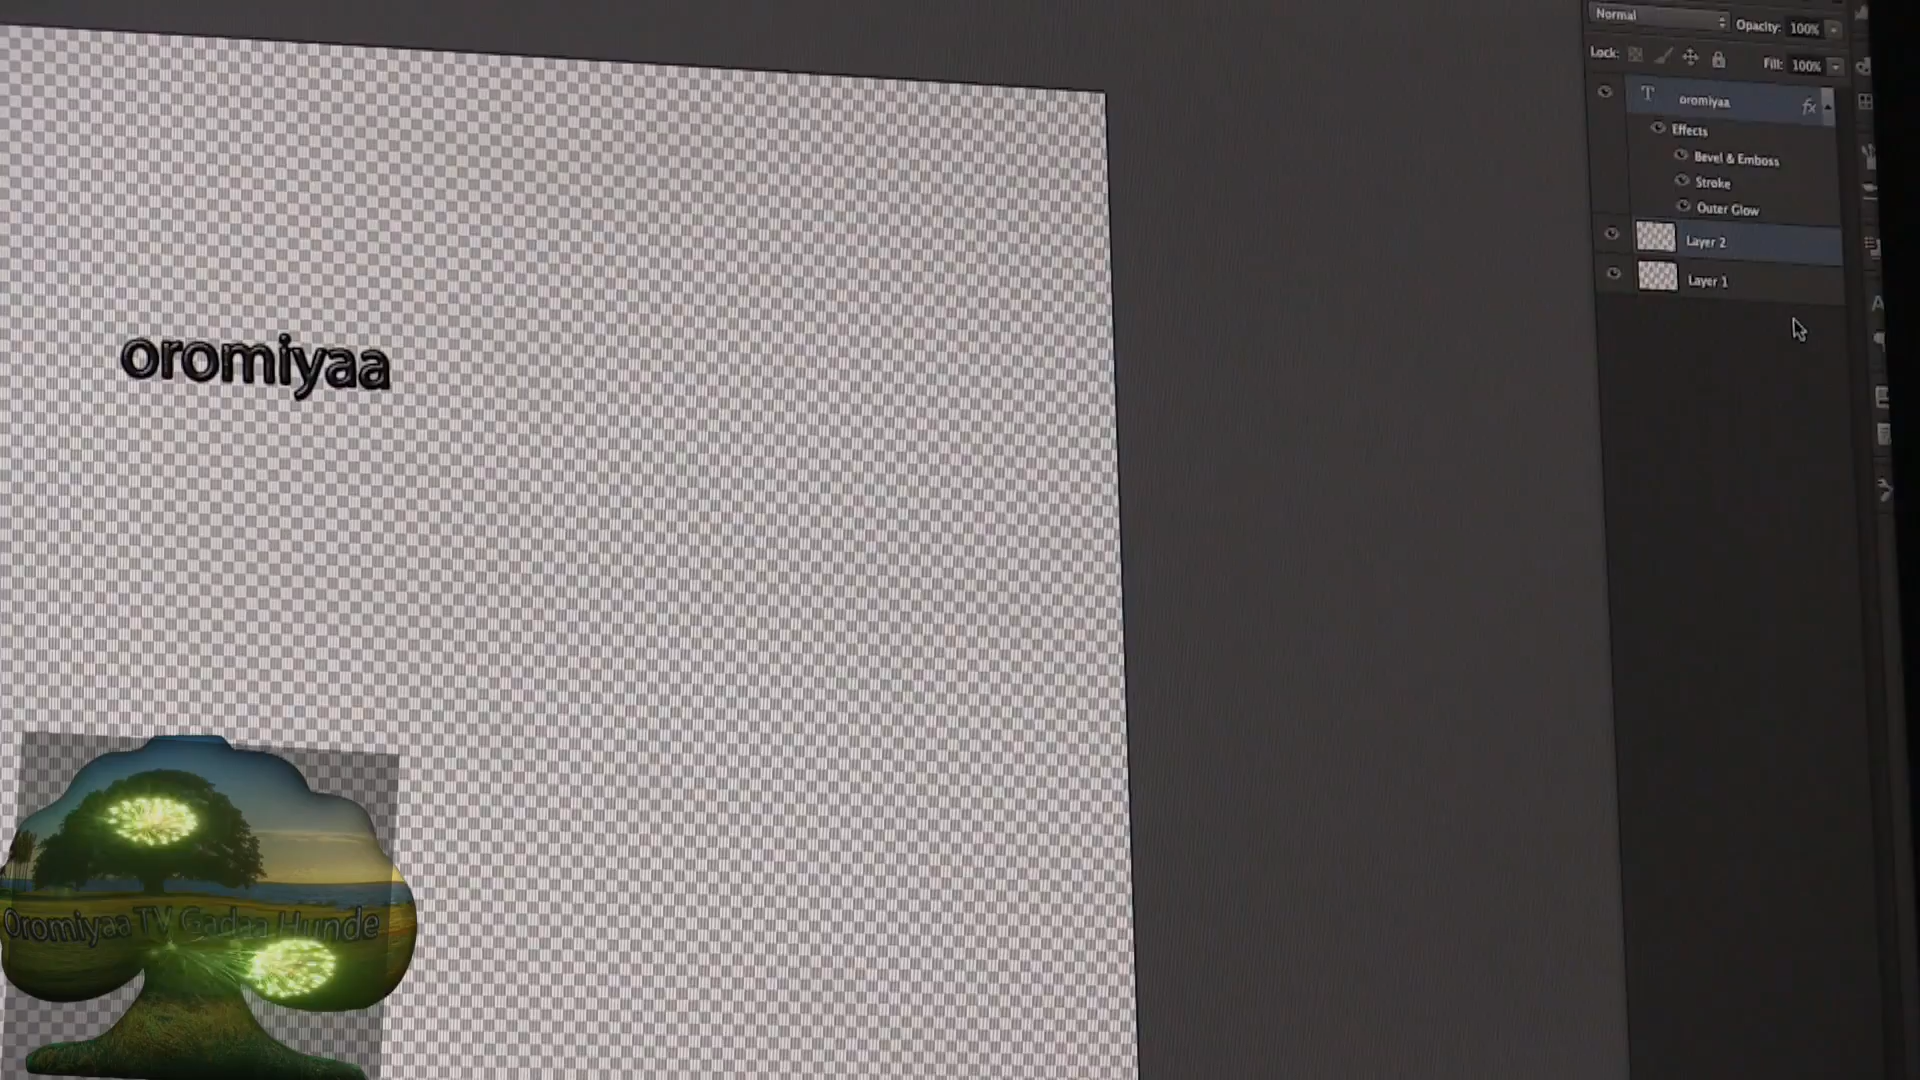 Normal
Opacity: 100%
Lock:
Fill: 100%
T oromiyaa fx
Effects
Bevel & Emboss
Stroke
Outer Glow
Layer 2
Layer 1
A
oromiyaa
Oromiyaa TV Gadaa Hunde